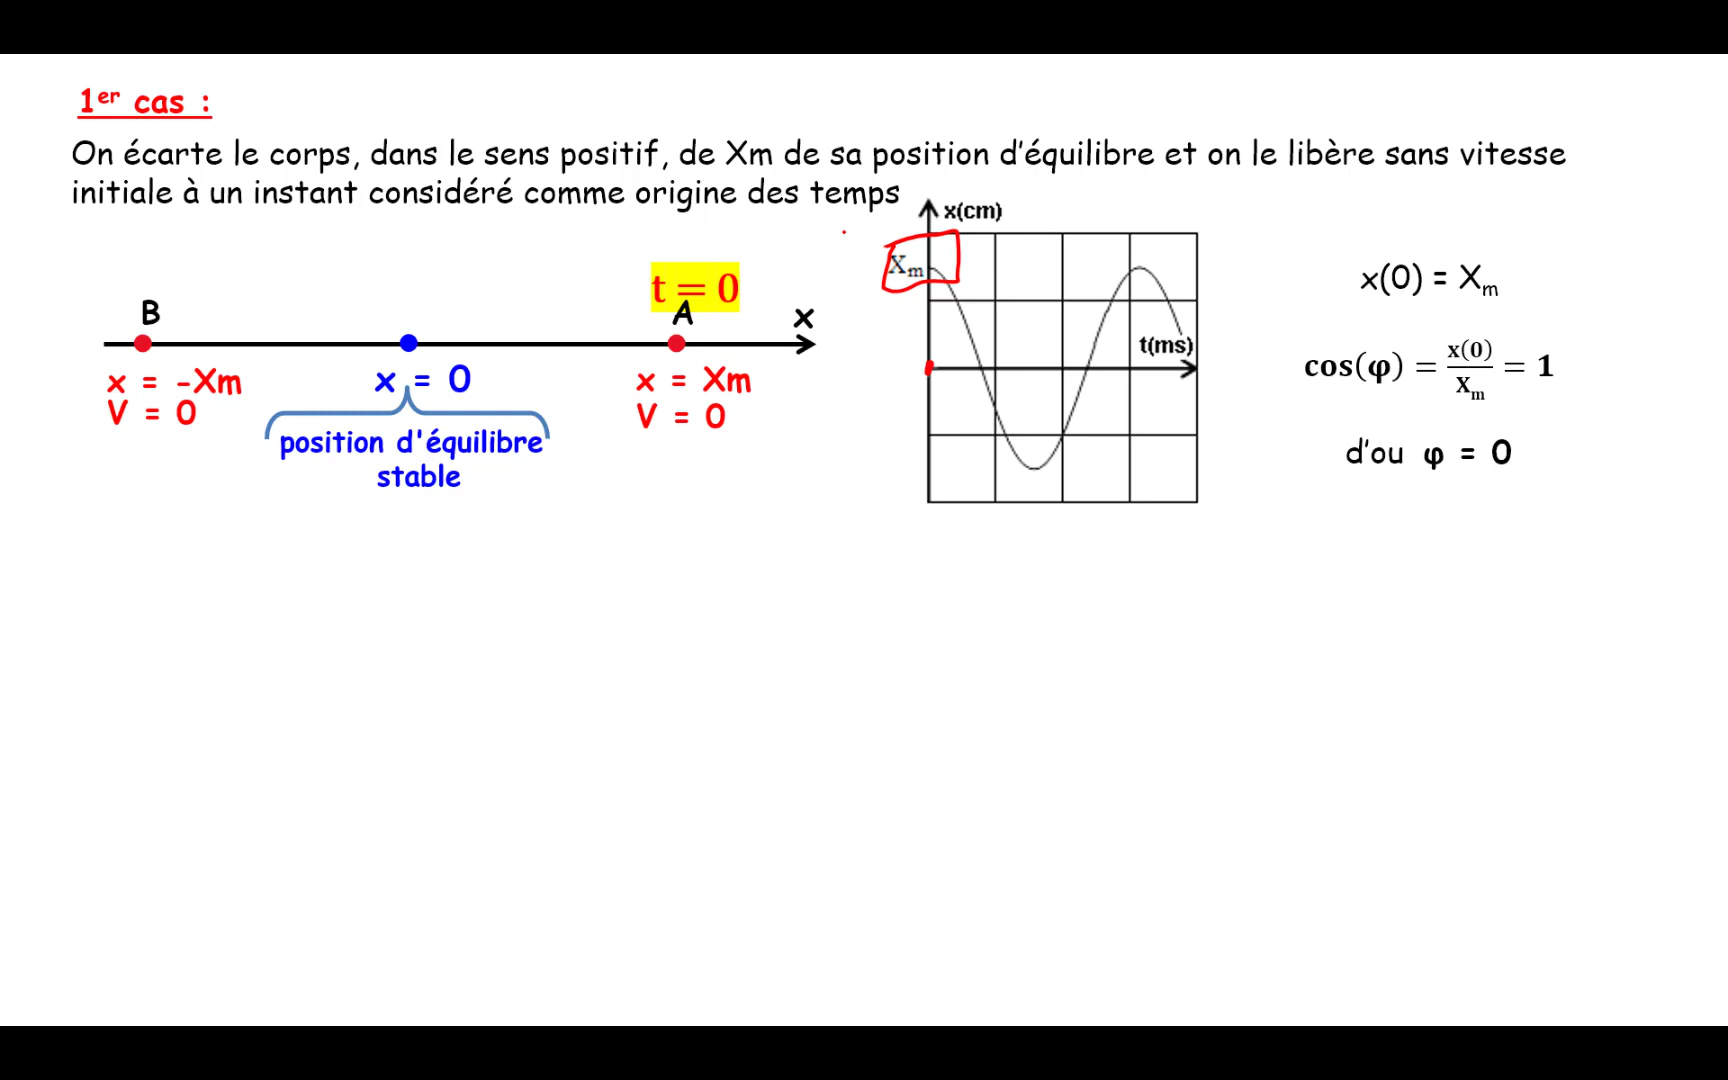 1er cas :
On écarte le corps, dans le sens positif, de Xm de sa position d'équilibre et on le libère sans vitesse
initiale à un instant considéré comme origine des temps
t = 0
B
A
x
x = -Xm
V = 0
x = 0
x = Xm
V = 0
position d'équilibre
stable
x(cm)
Xm
t(ms)
x(0) = Xm
cos(φ) = x(0)/Xm = 1
d'ou φ = 0